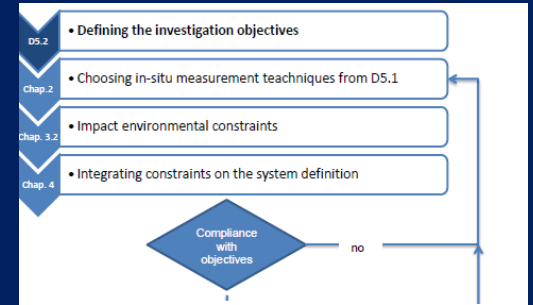 D5.2
• Defining the investigation objectives
Chap.2
• Choosing in-situ measurement teachniques from D5.1
Chap. 3.2
• Impact environmental constraints
Chap. 4
• Integrating constraints on the system definition
Compliance
with
objectives
no